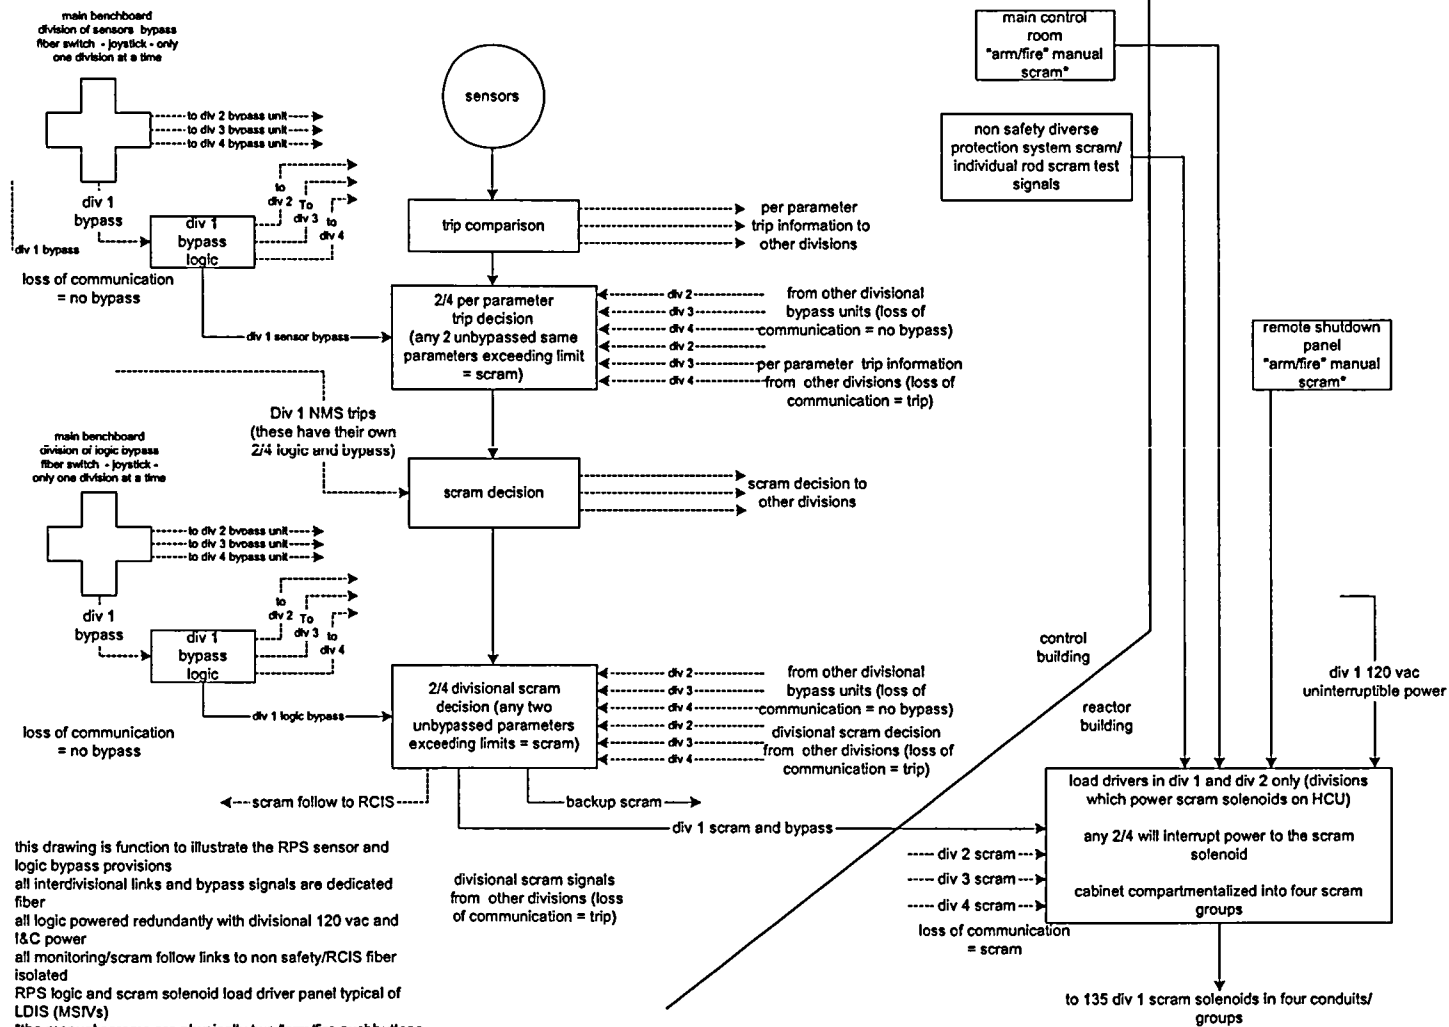 main benchboard
division of sensors bypass
fiber switch - joystick - only
one division at a time
to div 2 bypass unit
to div 3 bypass unit
to div 4 bypass unit
div 1
bypass
div 1 bypass
div 1
bypass
logic
to
div 2
To
div 3
to
div 4
loss of communication
= no bypass
div 1 sensor bypass
sensors
trip comparison
per parameter
trip information to
other divisions
2/4 per parameter
trip decision
(any 2 unbypassed same
parameters exceeding limit
= scram)
div 2
div 3
div 4
div 2
div 3
div 4
from other divisional
bypass units (loss of
communication = no bypass)
per parameter trip information
from other divisions (loss of
communication = trip)
Div 1 NMS trips
(these have their own
2/4 logic and bypass)
scram decision
scram decision to
other divisions
main benchboard
division of logic bypass
fiber switch - joystick -
only one division at a time
to div 2 bypass unit
to div 3 bypass unit
to div 4 bypass unit
div 1
bypass
div 1
bypass
logic
to
div 2
To
div 3
to
div 4
loss of communication
= no bypass
div 1 logic bypass
2/4 divisional scram
decision (any two
unbypassed parameters
exceeding limits = scram)
div 2
div 3
div 4
div 2
div 3
div 4
from other divisional
bypass units (loss of
communication = no bypass)
divisional scram decision
from other divisions (loss of
communication = trip)
scram follow to RCIS
backup scram
div 1 scram and bypass
divisional scram signals
from other divisions (loss
of communication = trip)
div 2 scram
div 3 scram
div 4 scram
loss of communication
= scram
main control
room
"arm/fire" manual
scram*
non safety diverse
protection system scram/
individual rod scram test
signals
remote shutdown
panel
"arm/fire" manual
scram*
control
building
reactor
building
div 1 120 vac
uninterruptible power
load drivers in div 1 and div 2 only (divisions
which power scram solenoids on HCU)
any 2/4 will interrupt power to the scram
solenoid
cabinet compartmentalized into four scram
groups
to 135 div 1 scram solenoids in four conduits/
groups
this drawing is function to illustrate the RPS sensor and
logic bypass provisions
all interdivisional links and bypass signals are dedicated
fiber
all logic powered redundantly with divisional 120 vac and
I&C power
all monitoring/scram follow links to non safety/RCIS fiber
isolated
RPS logic and scram solenoid load driver panel typical of
LDIS (MSIVs)